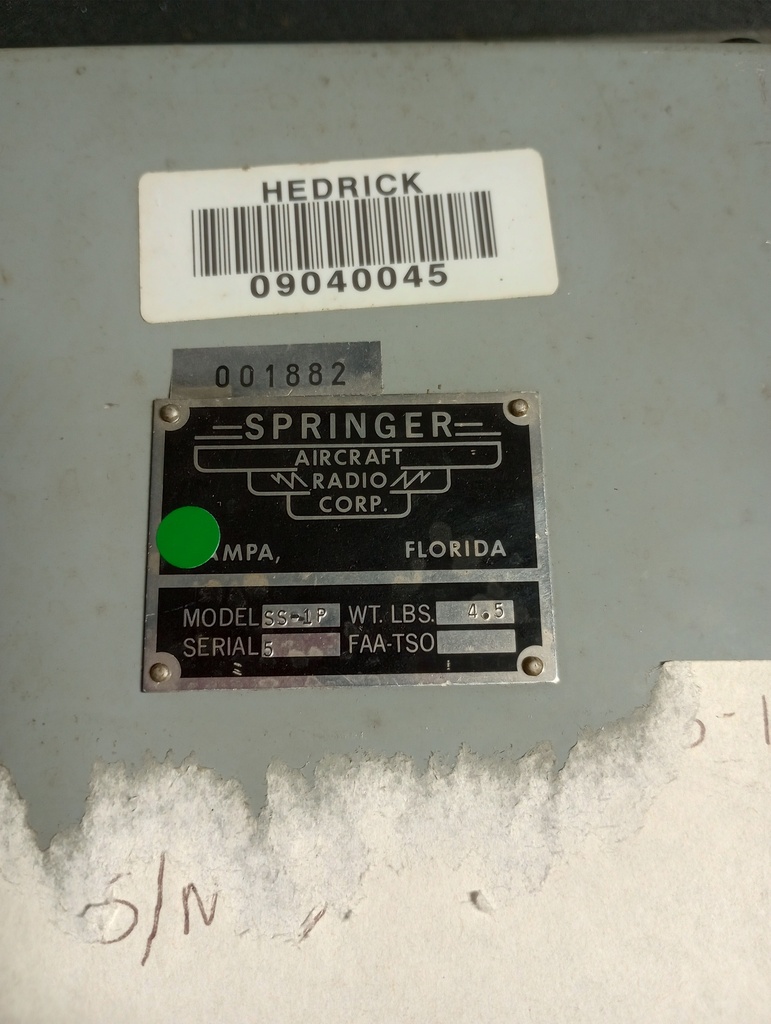 HEDRICK
09040045
001882
SPRINGER
AIRCRAFT
RADIO
CORP.
AMPA, FLORIDA
MODEL SS-1P WT. LBS. 4.5
SERIAL 5 FAA-TSO
S/N